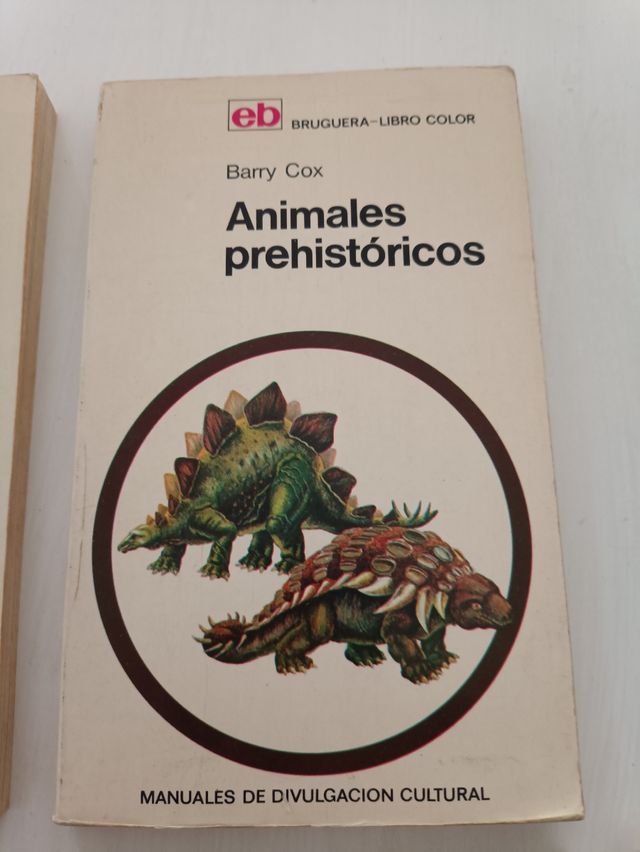 eb BRUGUERA-LIBRO COLOR
Barry Cox
Animales
prehistóricos
MANUALES DE DIVULGACION CULTURAL